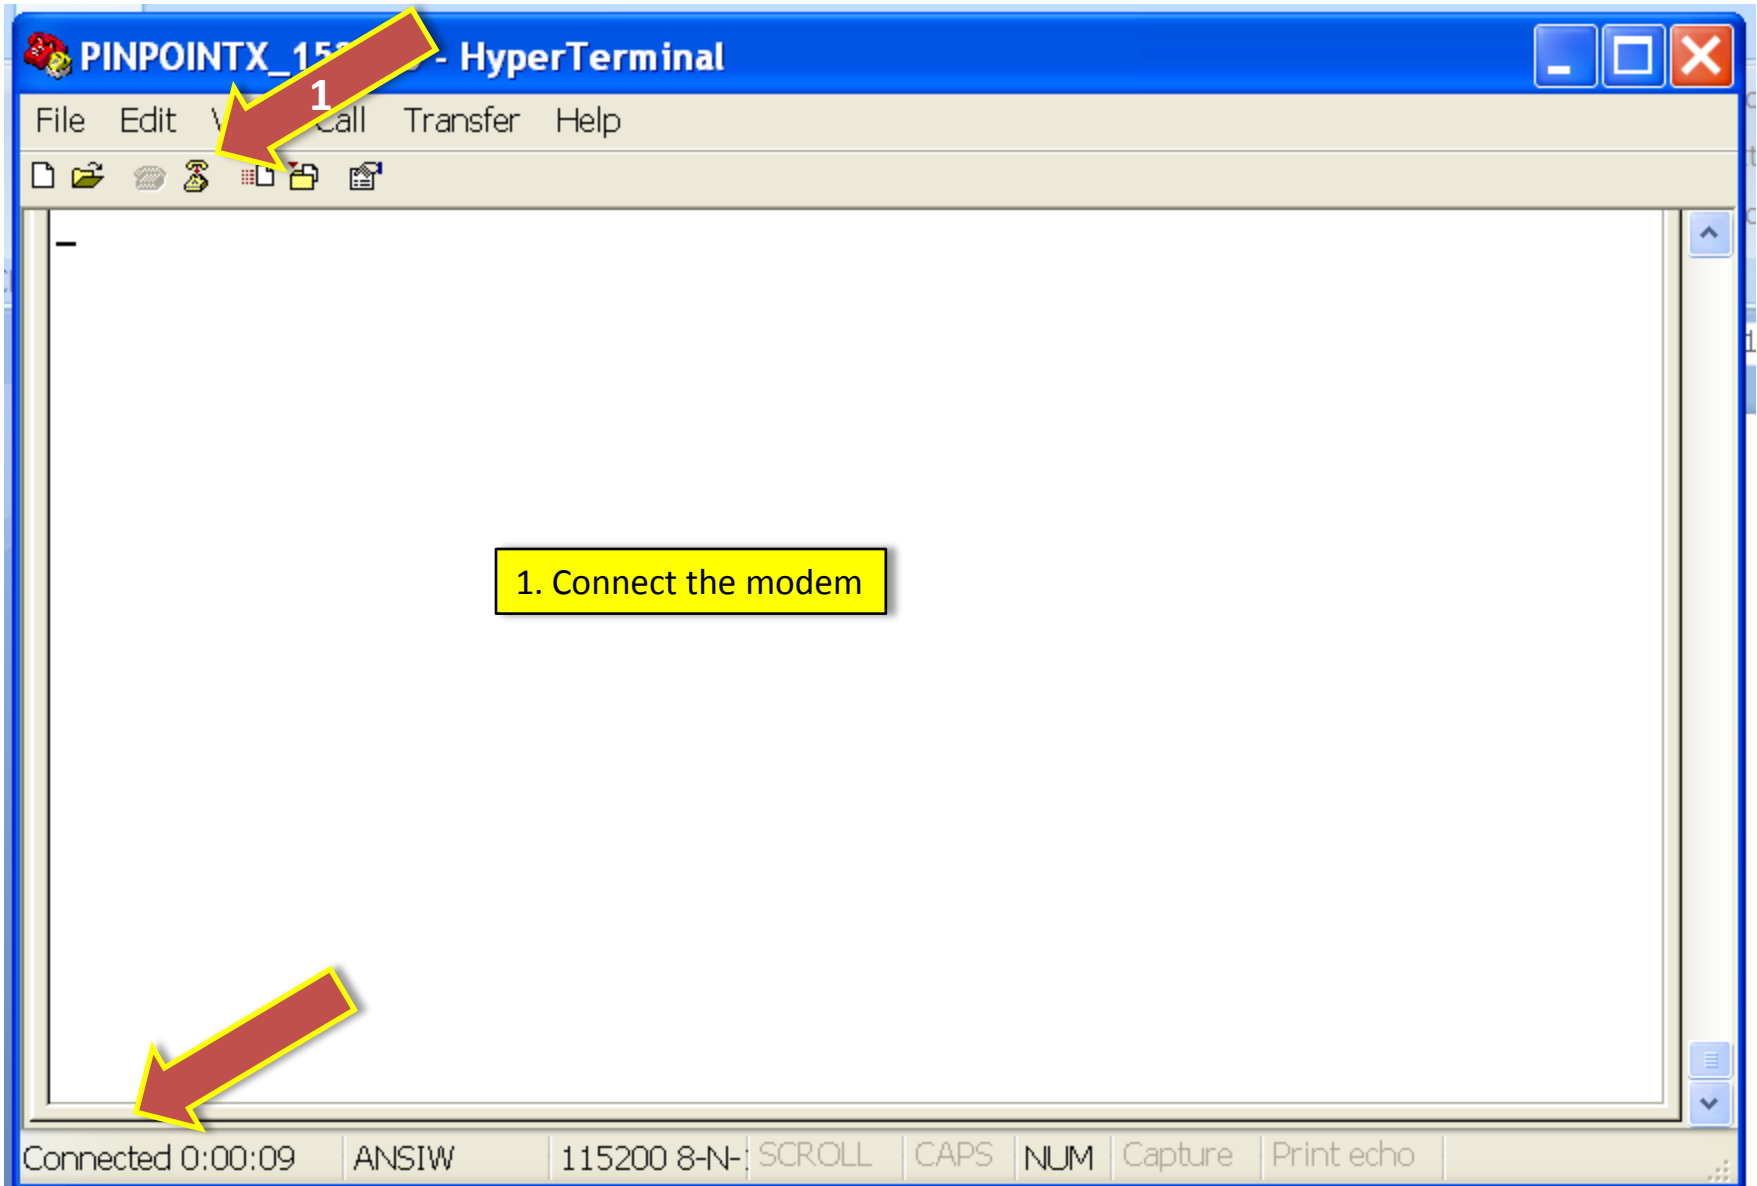 PINPOINTX_15 - HyperTerminal
1
File Edit Call Transfer Help
1. Connect the modem
Connected 0:00:09 ANSIW 115200 8-N- SCROLL CAPS NUM Capture Print echo